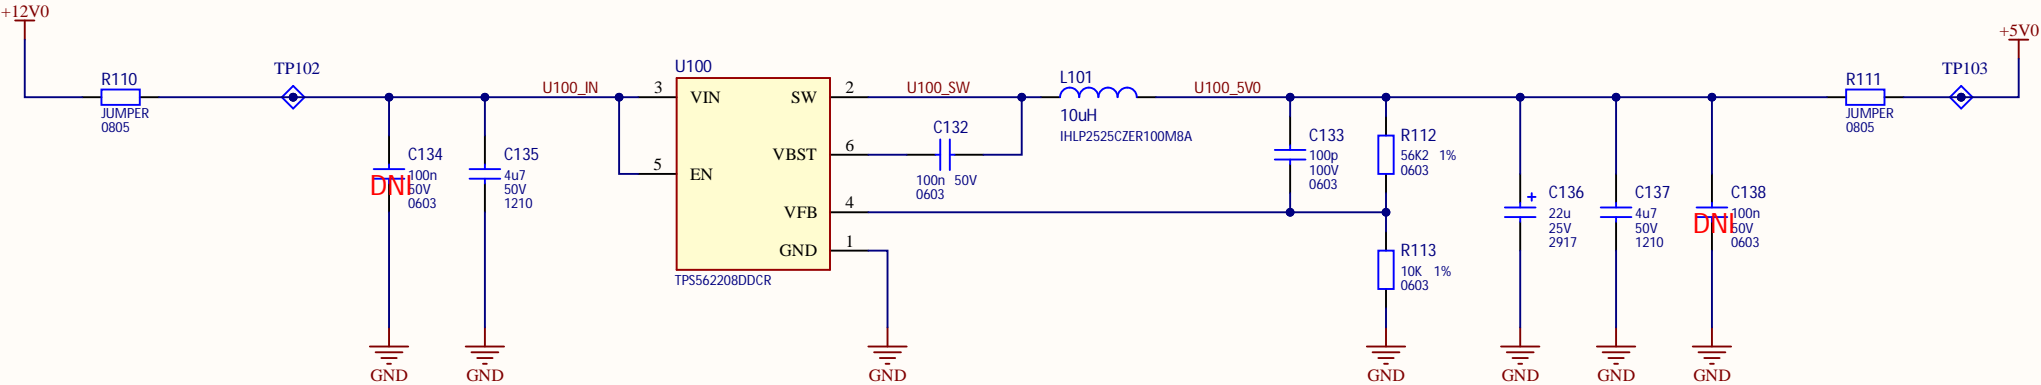 +12V0
R110
JUMPER
0805
TP102
C134
100n
50V
0603
DNI
C135
4u7
50V
1210
U100_IN
U100
3
VIN
5
EN
SW
2
VBST
6
VFB
4
GND
1
TPS562208DDCR
U100_SW
C132
100n 50V
0603
L101
10uH
IHLP2525CZER100M8A
U100_5V0
C133
100p
100V
0603
R112
56K2 1%
0603
R113
10K 1%
0603
+
C136
22u
25V
2917
C137
4u7
50V
1210
C138
100n
50V
0603
DNI
R111
JUMPER
0805
TP103
+5V0
GND
GND
GND
GND
GND
GND
GND